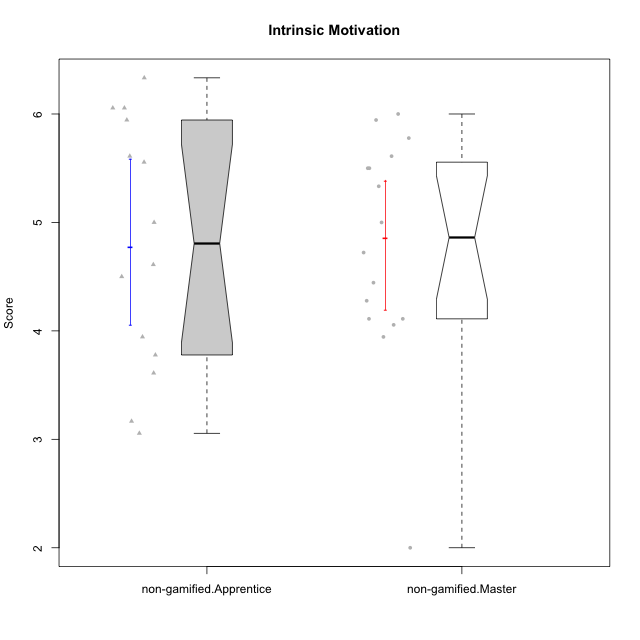 Intrinsic Motivation
Score
6
5
4
3
2
non-gamified.Apprentice
non-gamified.Master